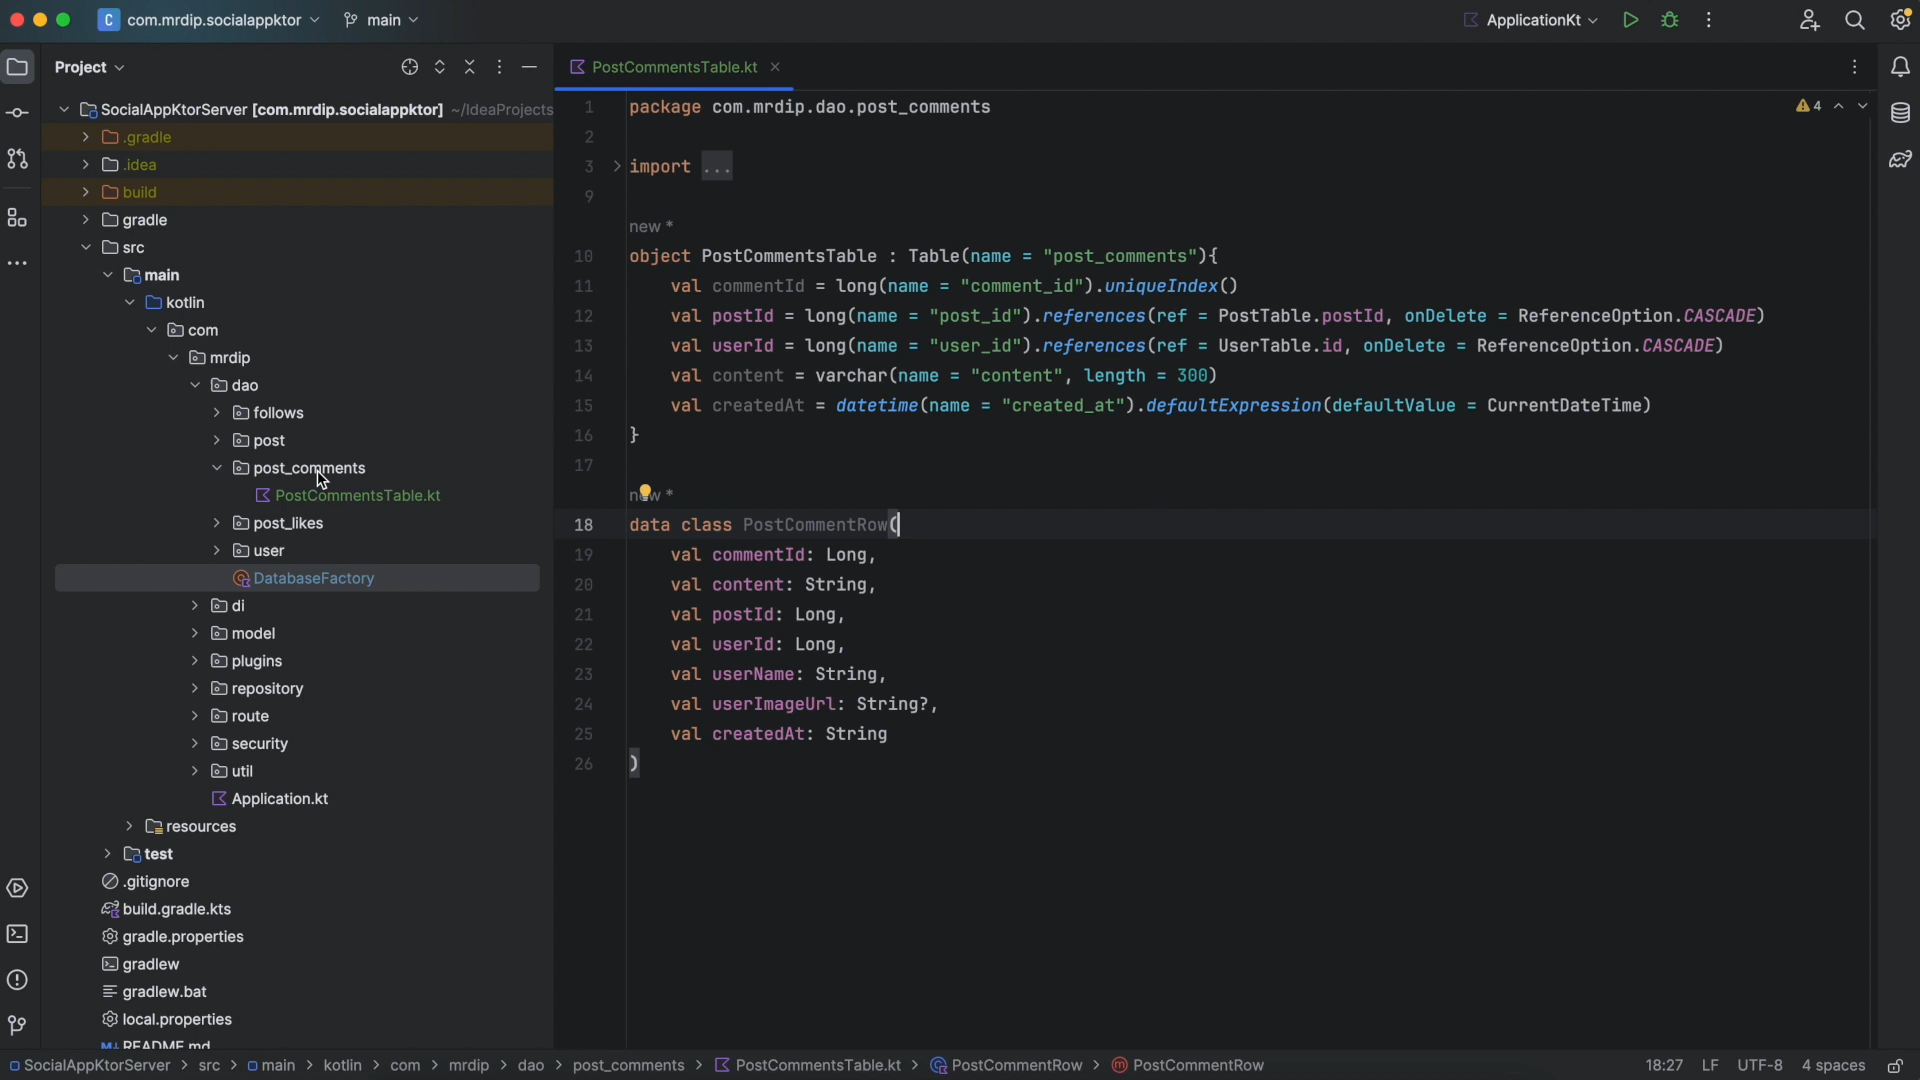 C com.mrdip.socialappktor main ApplicationKt
Project
PostCommentsTable.kt
SocialAppKtorServer [com.mrdip.socialappktor] ~/IdeaProjects
.gradle
.idea
build
gradle
src
main
kotlin
com
mrdip
dao
follows
post
post_comments
PostCommentsTable.kt
post_likes
user
DatabaseFactory
di
model
plugins
repository
route
security
util
Application.kt
resources
test
.gitignore
build.gradle.kts
gradle.properties
gradlew
gradlew.bat
local.properties
README.md
4
1 package com.mrdip.dao.post_comments
2
3 import ...
9
new *
10 object PostCommentsTable : Table(name = "post_comments"){
11 val commentId = long(name = "comment_id").uniqueIndex()
12 val postId = long(name = "post_id").references(ref = PostTable.postId, onDelete = ReferenceOption.CASCADE)
13 val userId = long(name = "user_id").references(ref = UserTable.id, onDelete = ReferenceOption.CASCADE)
14 val content = varchar(name = "content", length = 300)
15 val createdAt = datetime(name = "created_at").defaultExpression(defaultValue = CurrentDateTime)
16 }
17
new *
18 data class PostCommentRow(
19 val commentId: Long,
20 val content: String,
21 val postId: Long,
22 val userId: Long,
23 val userName: String,
24 val userImageUrl: String?,
25 val createdAt: String
26 )
SocialAppKtorServer > src > main > kotlin > com > mrdip > dao > post_comments > PostCommentsTable.kt > PostCommentRow > PostCommentRow 18:27 LF UTF-8 4 spaces